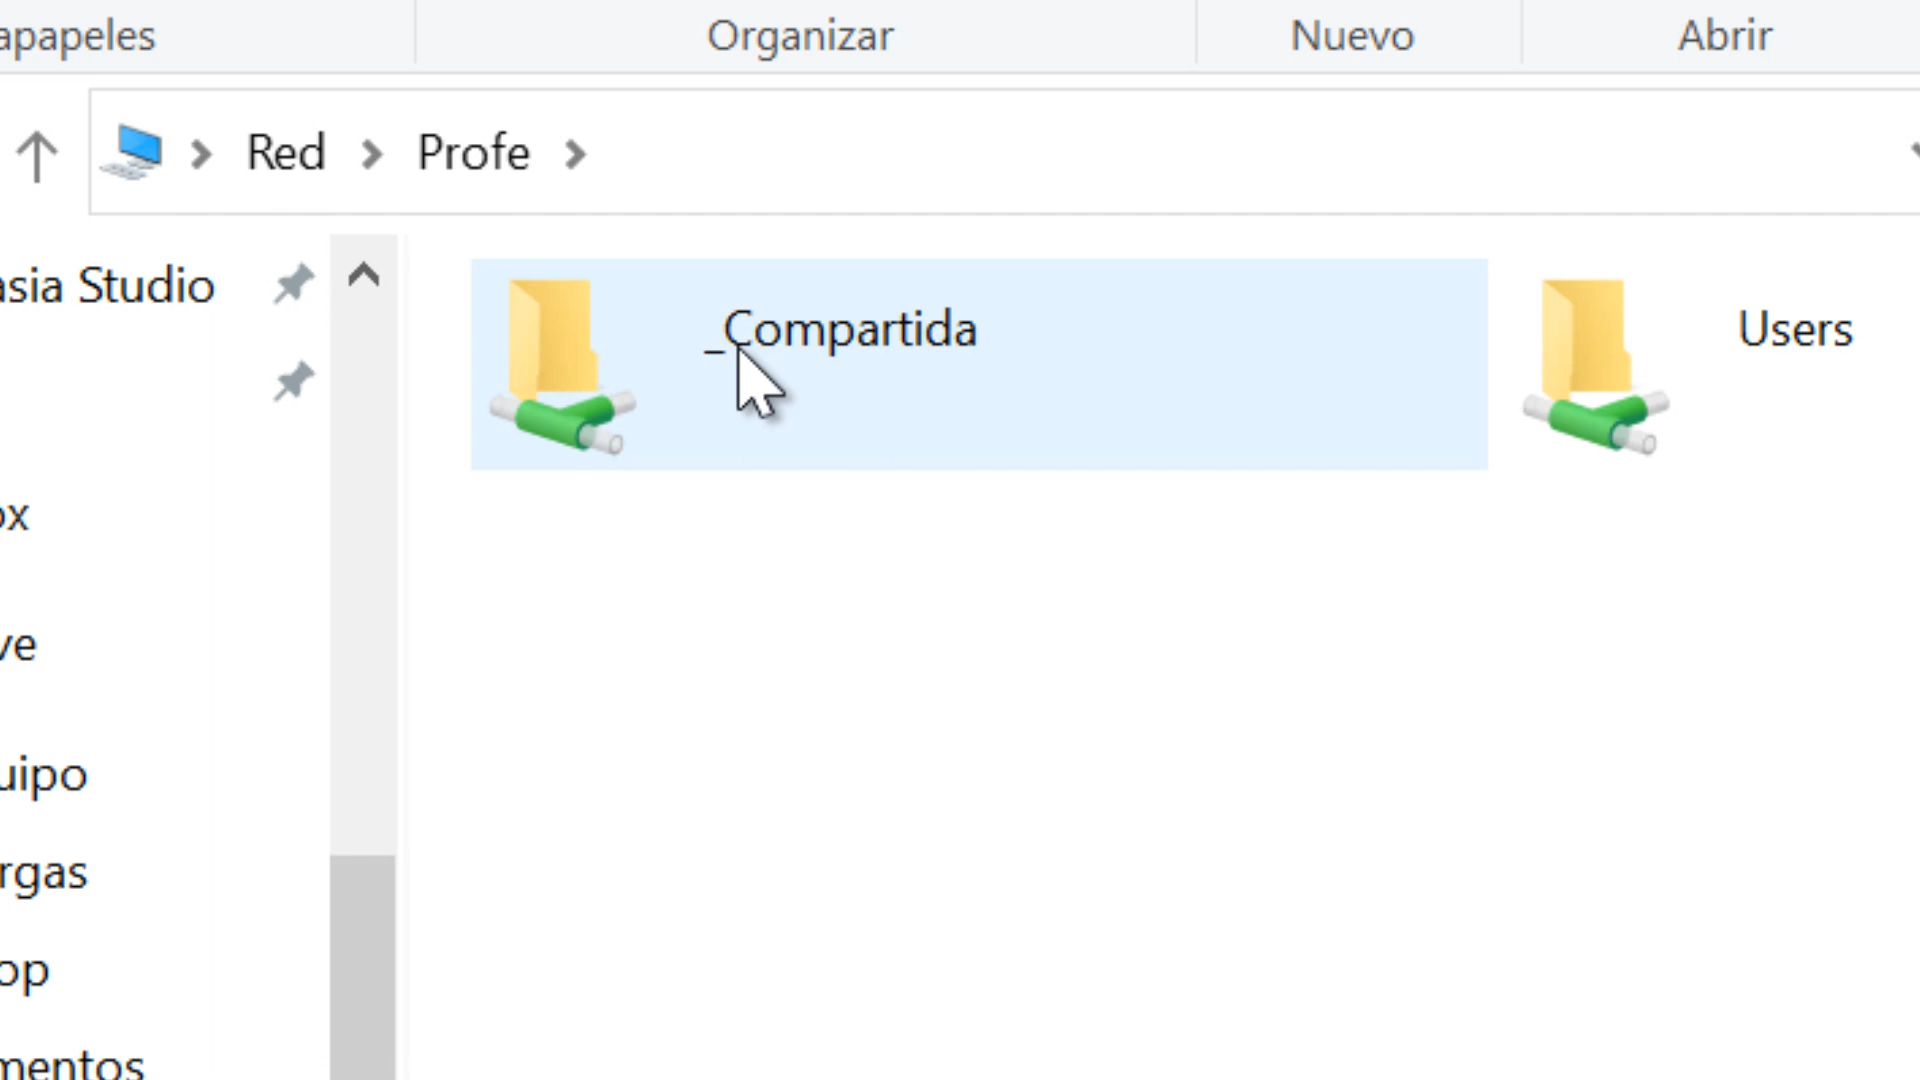 apapeles
Organizar
Nuevo
Abrir
Red
Profe
asia Studio
ox
ve
uipo
rgas
op
mentos
_Compartida
Users